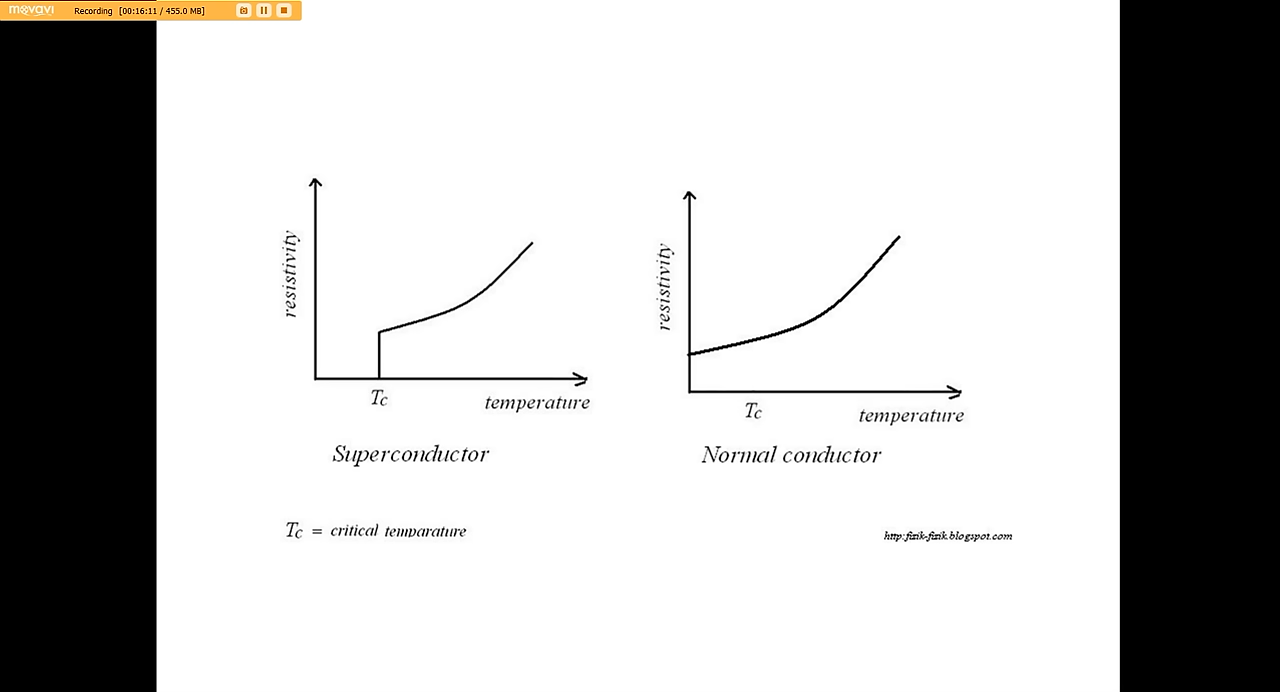 movavi Recording [00:16:11 / 455.0 MB]
resistivity
Tc
temperature
Superconductor
resistivity
Tc
temperature
Normal conductor
Tc = critical temparature
http:fizik-fizik.blogspot.com